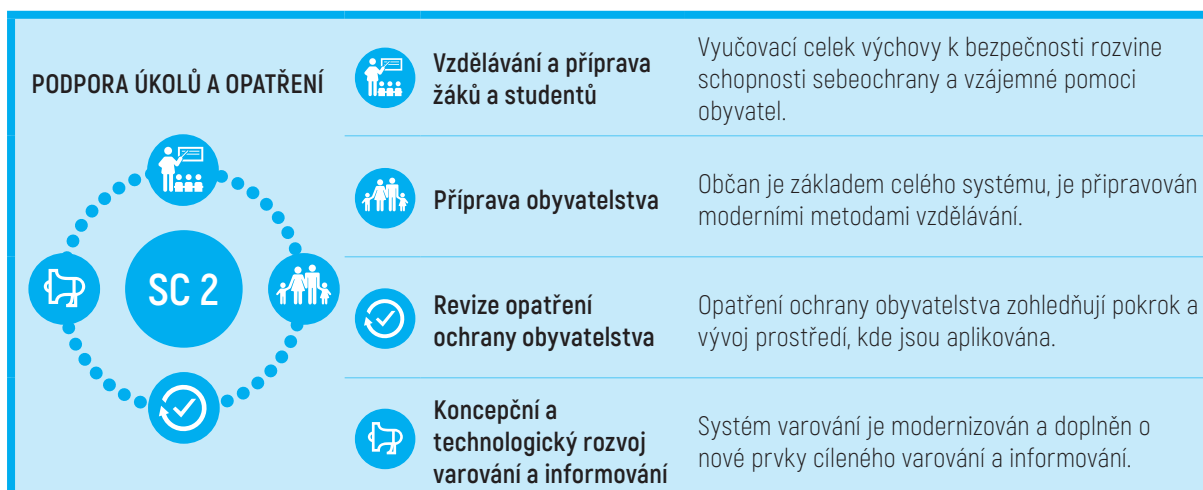 PODPORA ÚKOLŮ A OPATŘENÍ
SC 2
Vzdělávání a příprava
žáků a studentů
Vyučovací celek výchovy k bezpečnosti rozvine
schopnosti sebeochrany a vzájemné pomoci
obyvatel.
Příprava obyvatelstva
Občan je základem celého systému, je připravován
moderními metodami vzdělávání.
Revize opatření
ochrany obyvatelstva
Opatření ochrany obyvatelstva zohledňují pokrok a
vývoj prostředí, kde jsou aplikována.
Koncepční a
technologický rozvoj
varování a informování
Systém varování je modernizován a doplněn o
nové prvky cíleného varování a informování.